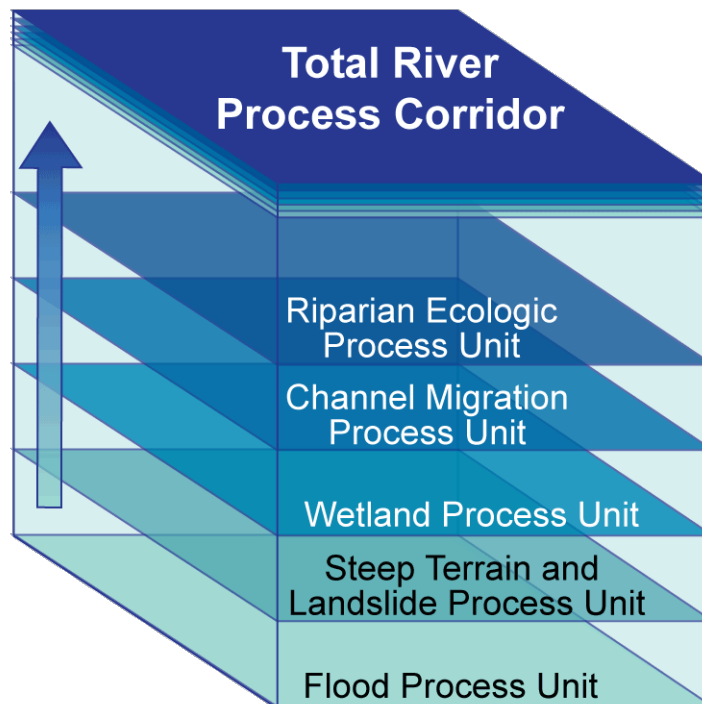 Total River
Process Corridor
Riparian Ecologic
Process Unit
Channel Migration
Process Unit
Wetland Process Unit
Steep Terrain and
Landslide Process Unit
Flood Process Unit